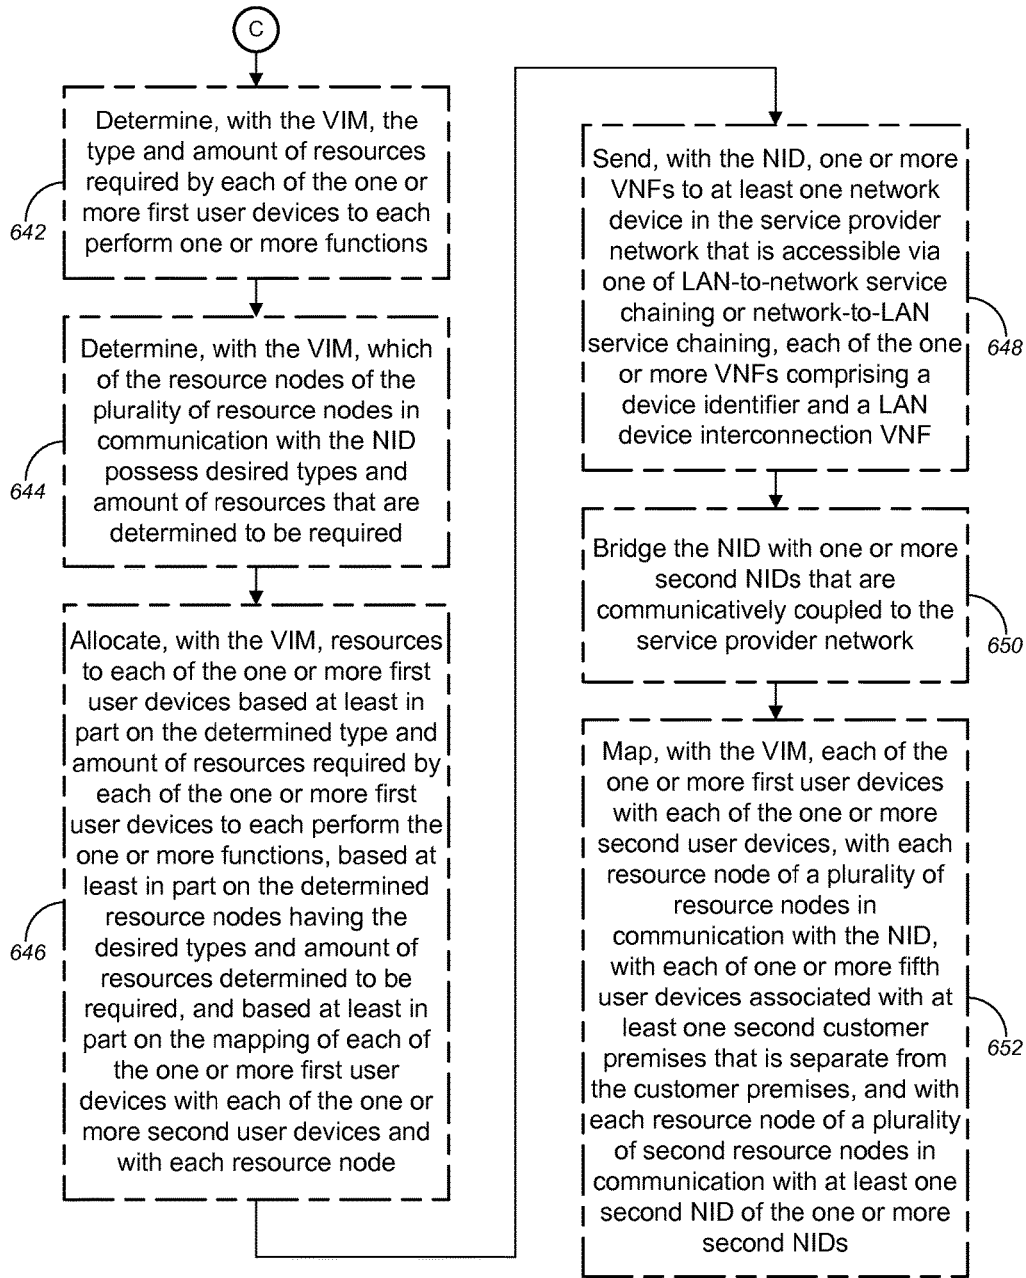 C
Determine, with the VIM, the
type and amount of resources
required by each of the one or
more first user devices to each
perform one or more functions
642
Determine, with the VIM, which
of the resource nodes of the
plurality of resource nodes in
communication with the NID
possess desired types and
amount of resources that are
determined to be required
644
Allocate, with the VIM, resources
to each of the one or more first
user devices based at least in
part on the determined type and
amount of resources required by
each of the one or more first
user devices to each perform the
one or more functions, based at
least in part on the determined
resource nodes having the
desired types and amount of
resources determined to be
required, and based at least in
part on the mapping of each of
the one or more first user
devices with each of the one or
more second user devices and
with each resource node
646
Send, with the NID, one or more
VNFs to at least one network
device in the service provider
network that is accessible via
one of LAN-to-network service
chaining or network-to-LAN
service chaining, each of the one
or more VNFs comprising a
device identifier and a LAN
device interconnection VNF
648
Bridge the NID with one or more
second NIDs that are
communicatively coupled to the
service provider network
650
Map, with the VIM, each of the
one or more first user devices
with each of the one or more
second user devices, with each
resource node of a plurality of
resource nodes in
communication with the NID,
with each of one or more fifth
user devices associated with at
least one second customer
premises that is separate from
the customer premises, and with
each resource node of a plurality
of second resource nodes in
communication with at least one
second NID of the one or more
second NIDs
652